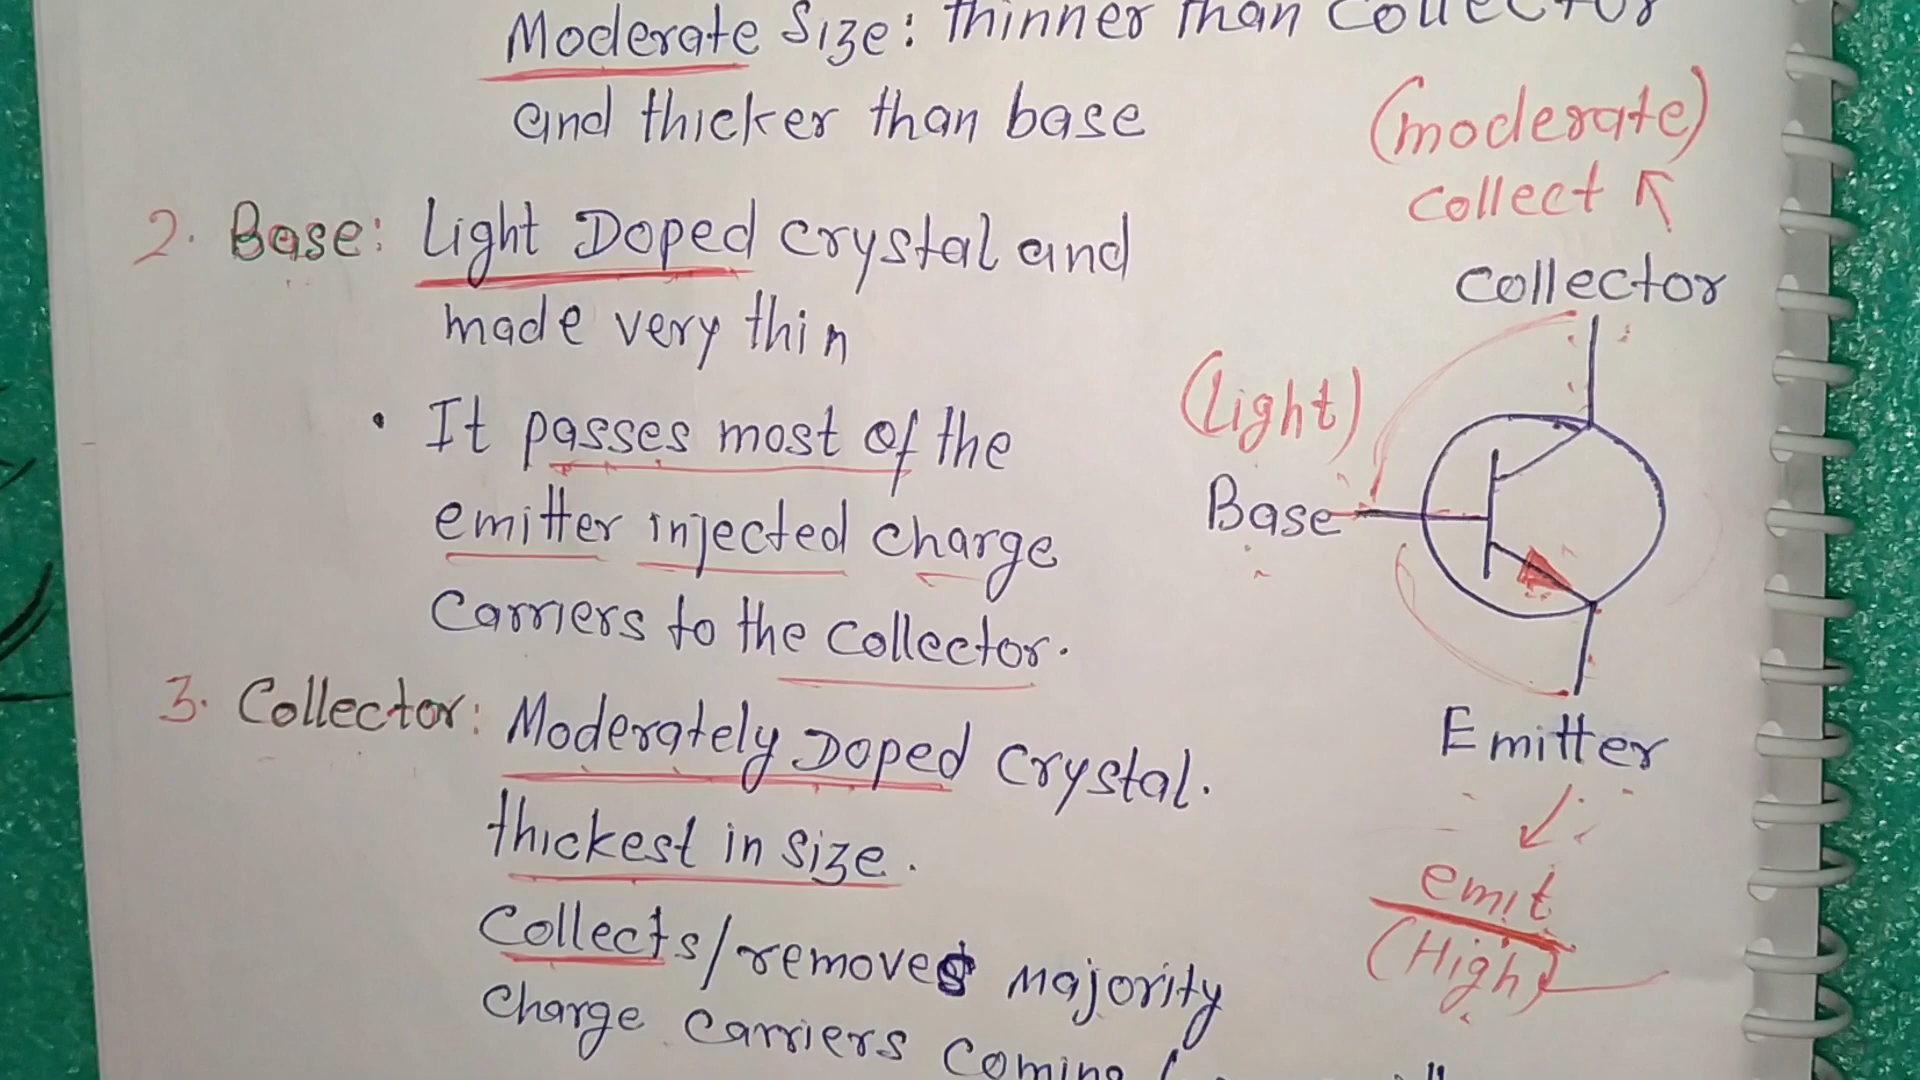 Moderate Size: thinner than collector
and thicker than base
2. Base: Light Doped crystal and
made very thin
• It passes most of the
emitter injected charge
Carriers to the collector.
3. Collector: Moderately Doped crystal.
thickest in size.
Collects/removes majority
charge carriers coming
(moderate)
collect
collector
(Light)
Base
Emitter
emit
(High)